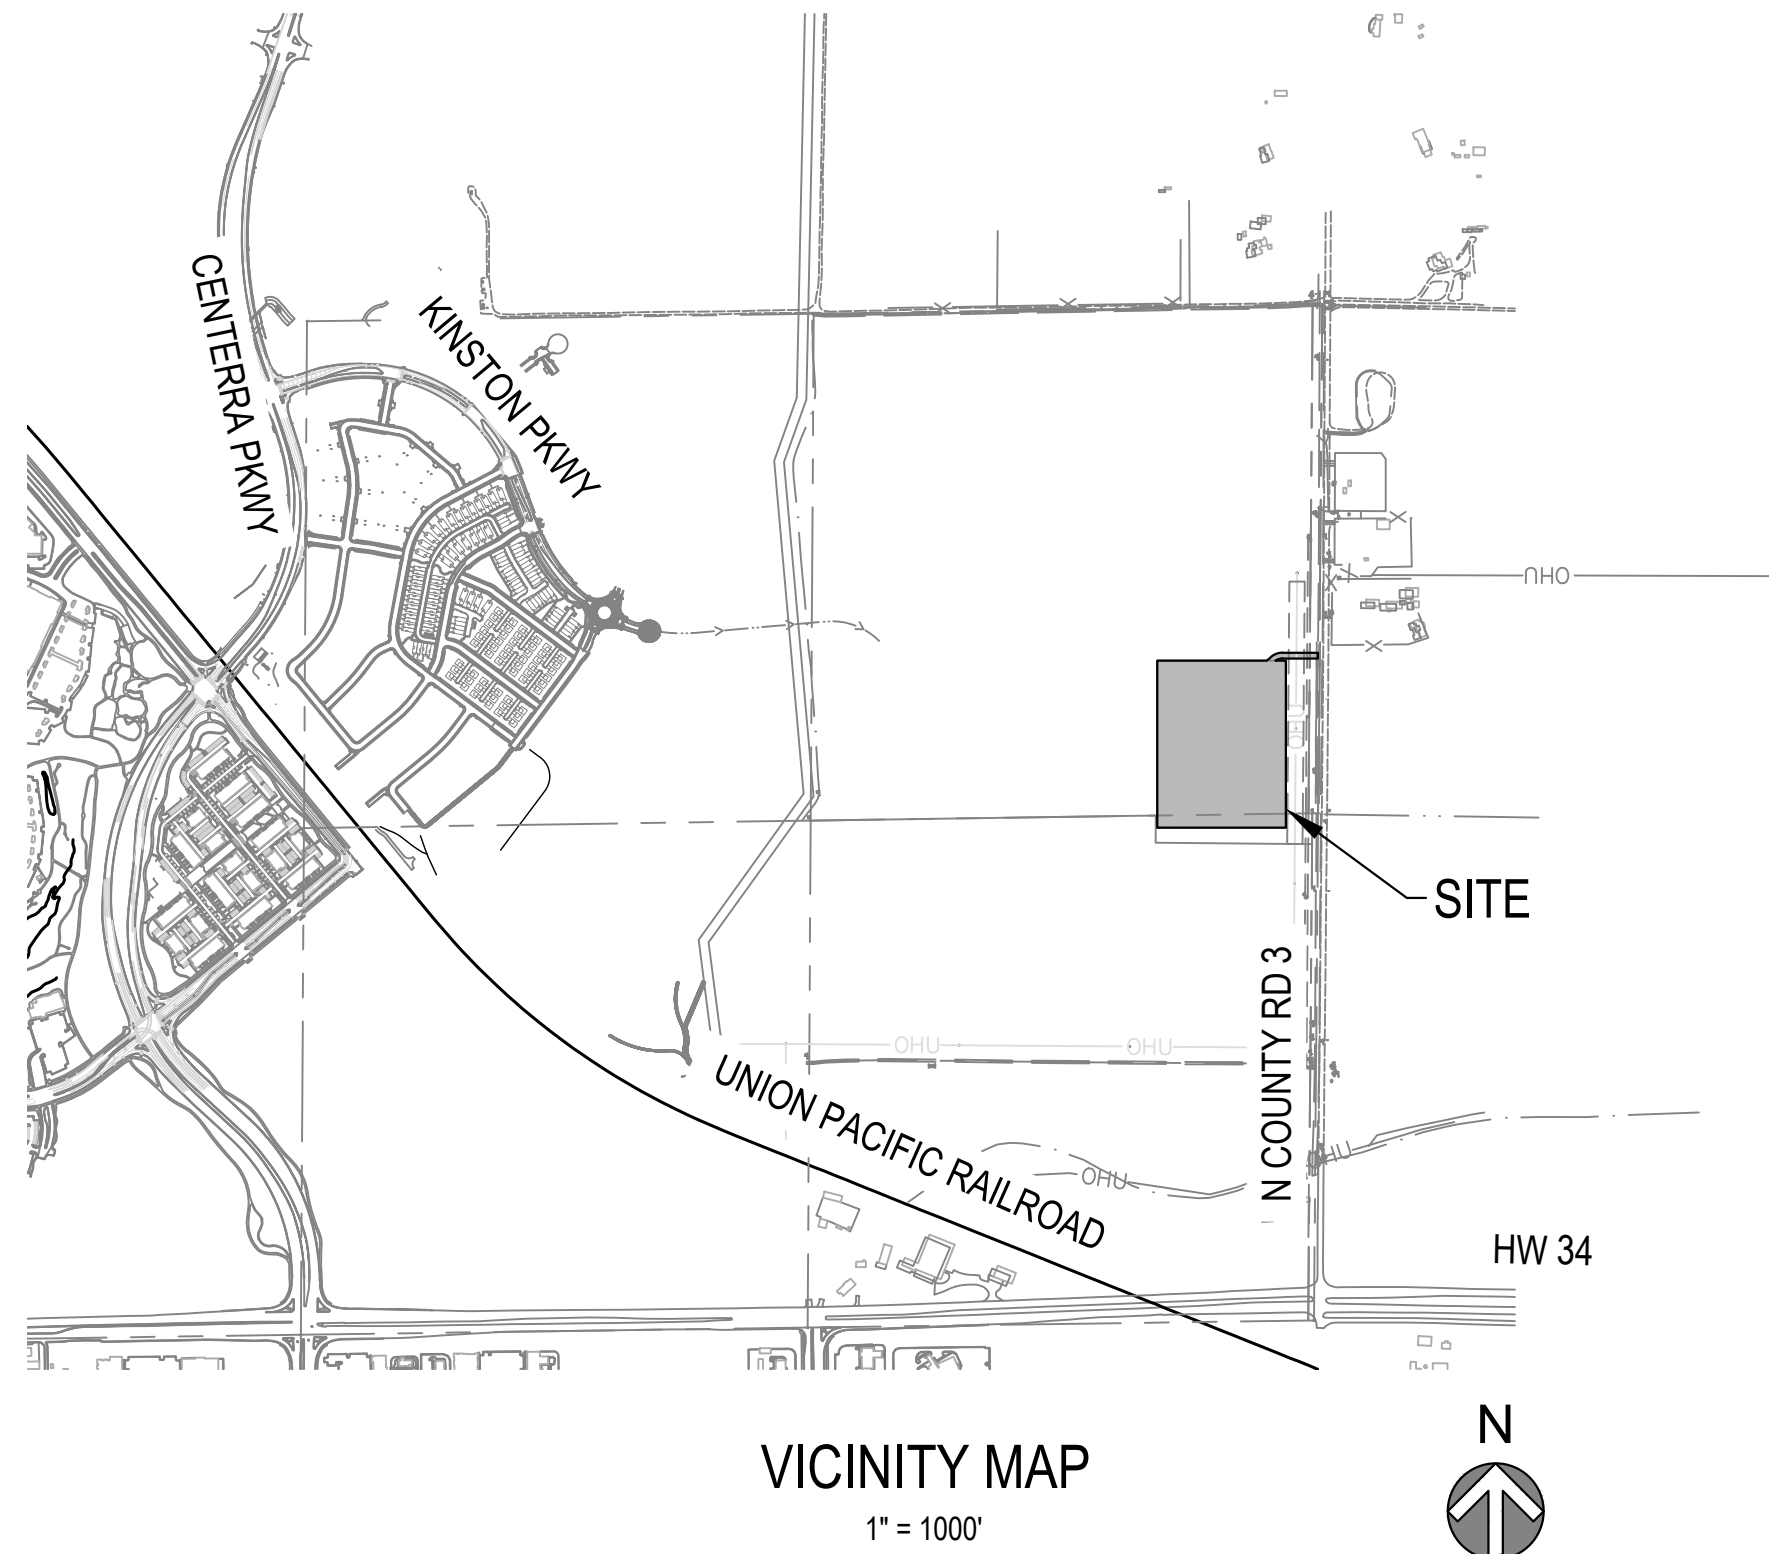 CENTERRA PKWY
KINSTON PKWY
OHU
OHU
SITE
N COUNTY RD 3
OHU
OHU
UNION PACIFIC RAILROAD
OHU
HW 34
VICINITY MAP
1" = 1000'
N